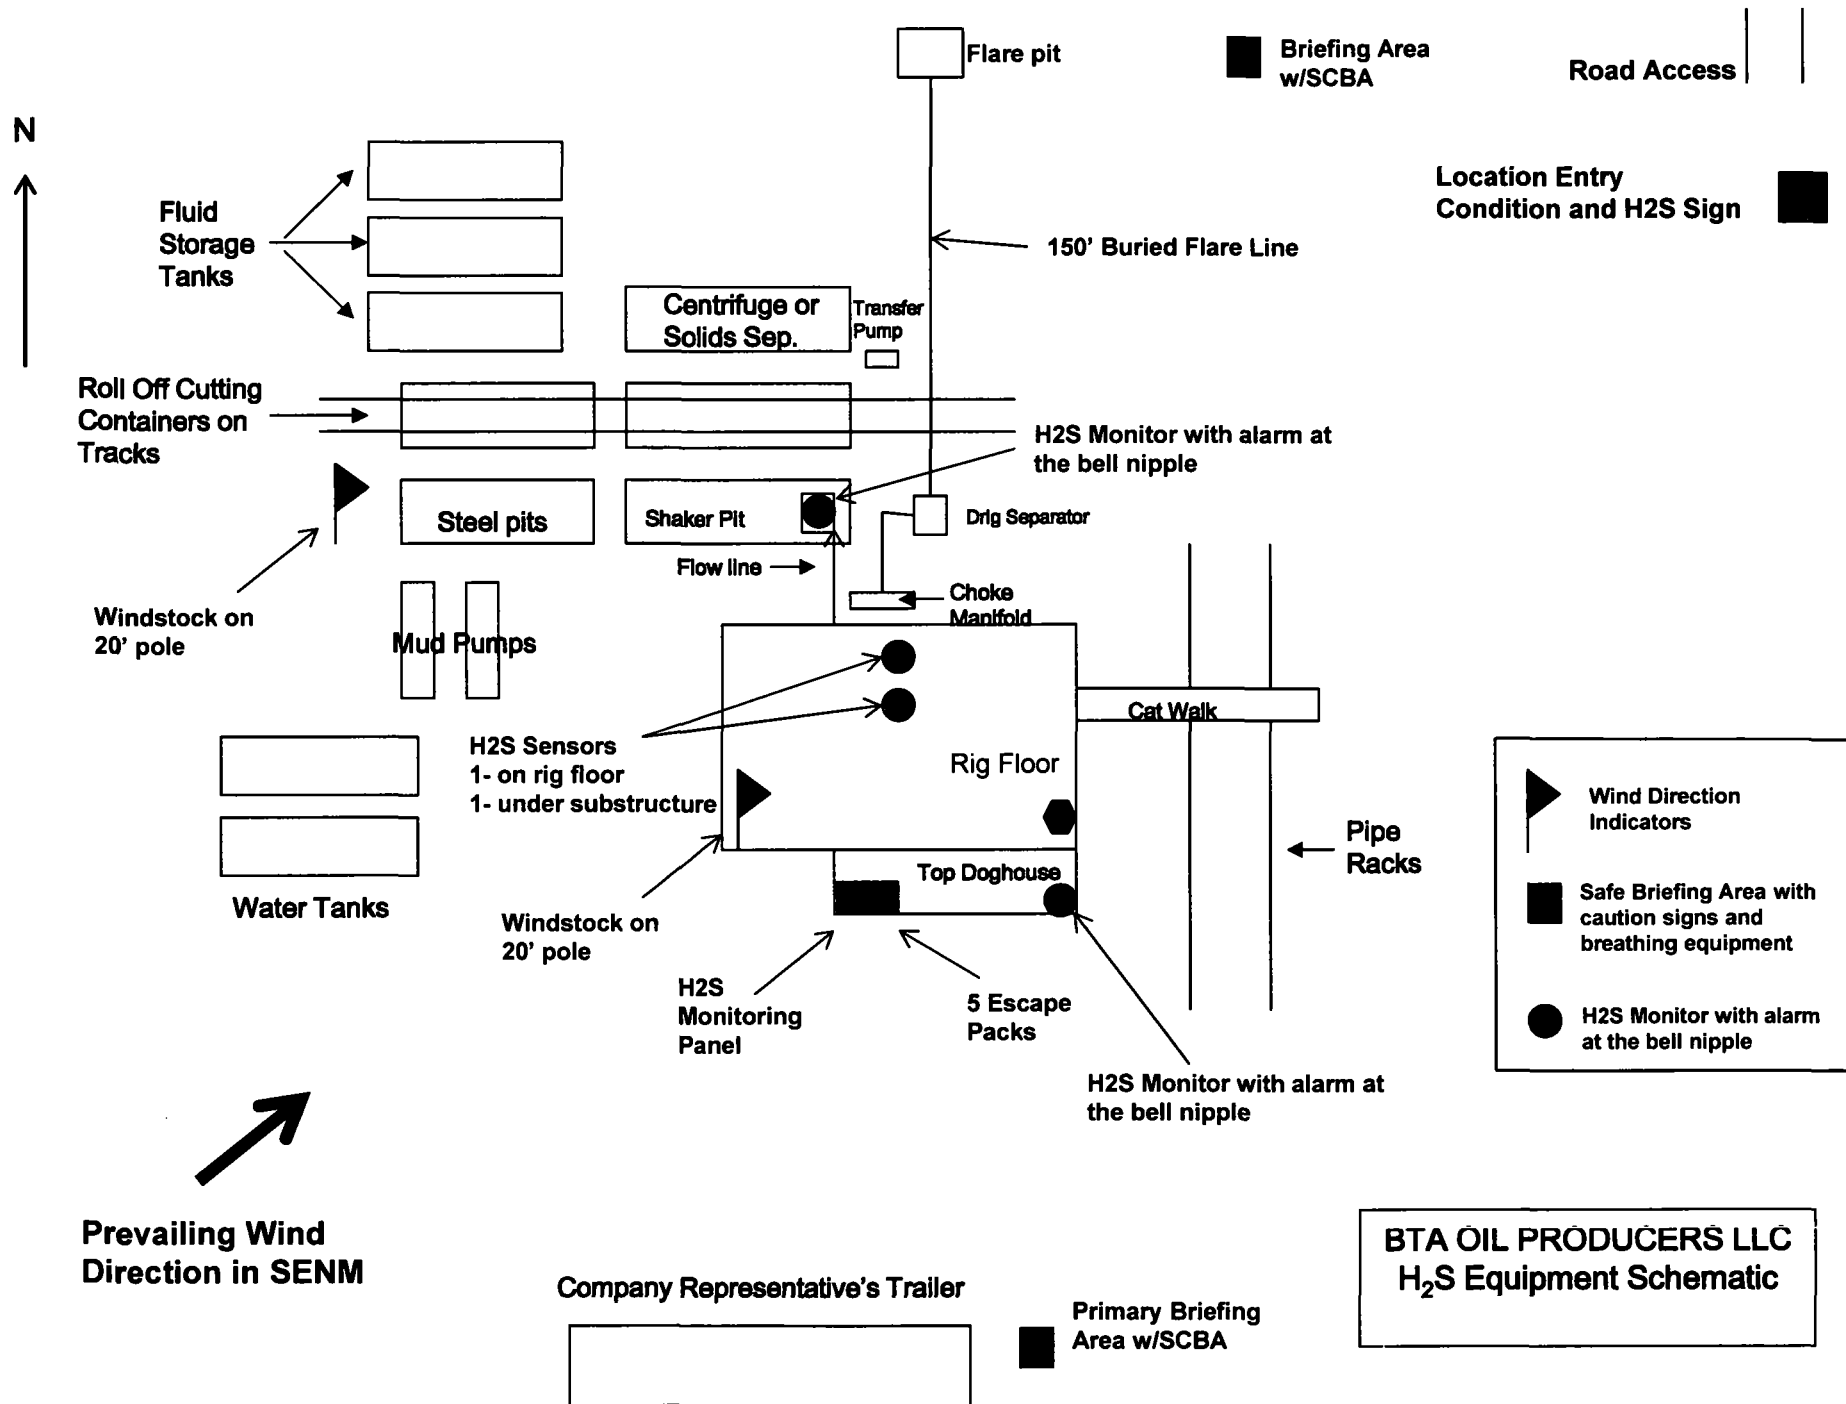 Flare pit
Briefing Area
w/SCBA
Road Access
N
Location Entry
Condition and H2S Sign
Fluid
Storage
Tanks
150' Buried Flare Line
Centrifuge or
Solids Sep.
Transfer
Pump
Roll Off Cutting
Containers on
Tracks
H2S Monitor with alarm at
the bell nipple
Steel pits
Shaker Pit
Drlg Separator
Flow line
Choke
Manifold
Windstock on
20' pole
Mud Pumps
Cat Walk
H2S Sensors
1- on rig floor
1- under substructure
Rig Floor
Wind Direction
Indicators
Pipe
Racks
Top Doghouse
Safe Briefing Area with
caution signs and
breathing equipment
Water Tanks
Windstock on
20' pole
H2S
Monitoring
Panel
5 Escape
Packs
H2S Monitor with alarm
at the bell nipple
H2S Monitor with alarm at
the bell nipple
Prevailing Wind
Direction in SENM
BTA OIL PRODUCERS LLC
H₂S Equipment Schematic
Company Representative's Trailer
Primary Briefing
Area w/SCBA